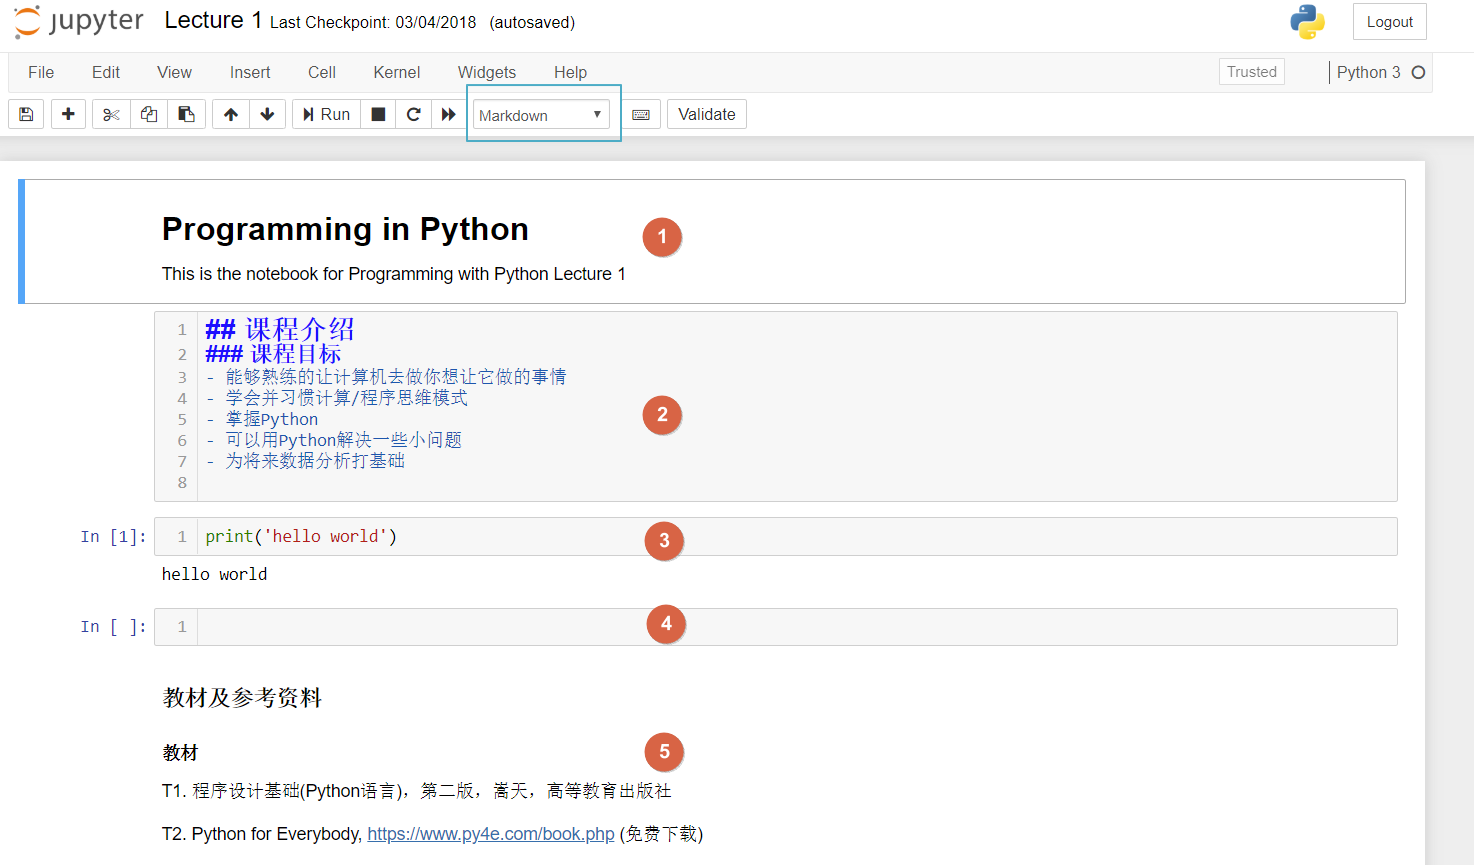 jupyter Lecture 1 Last Checkpoint: 03/04/2018 (autosaved) Logout
File Edit View Insert Cell Kernel Widgets Help Trusted Python 3
Run Markdown Validate
Programming in Python
1
This is the notebook for Programming with Python Lecture 1
1 ## 课程介绍
2 ### 课程目标
3 - 能够熟练的让计算机去做你想让它做的事情
4 - 学会并习惯计算/程序思维模式
2
5 - 掌握Python
6 - 可以用Python解决一些小问题
7 - 为将来数据分析打基础
8
In [1]: 1 print('hello world')
3
hello world
In [ ]: 1
4
教材及参考资料
教材
5
T1. 程序设计基础(Python语言)，第二版，嵩天，高等教育出版社
T2. Python for Everybody, https://www.py4e.com/book.php (免费下载)